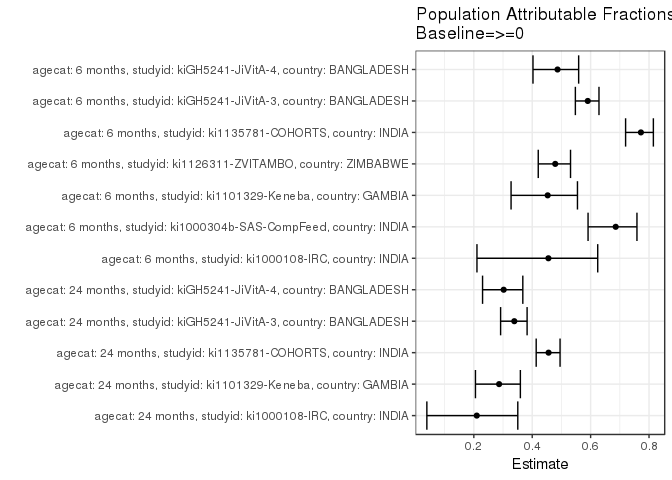 Population Attributable Fractions
Baseline=>=0
agecat: 6 months, studyid: kiGH5241-JiVitA-4, country: BANGLADESH
agecat: 6 months, studyid: kiGH5241-JiVitA-3, country: BANGLADESH
agecat: 6 months, studyid: ki1135781-COHORTS, country: INDIA
agecat: 6 months, studyid: ki1126311-ZVITAMBO, country: ZIMBABWE
agecat: 6 months, studyid: ki1101329-Keneba, country: GAMBIA
agecat: 6 months, studyid: ki1000304b-SAS-CompFeed, country: INDIA
agecat: 6 months, studyid: ki1000108-IRC, country: INDIA
agecat: 24 months, studyid: kiGH5241-JiVitA-4, country: BANGLADESH
agecat: 24 months, studyid: kiGH5241-JiVitA-3, country: BANGLADESH
agecat: 24 months, studyid: ki1135781-COHORTS, country: INDIA
agecat: 24 months, studyid: ki1101329-Keneba, country: GAMBIA
agecat: 24 months, studyid: ki1000108-IRC, country: INDIA
0.2 0.4 0.6 0.8
Estimate